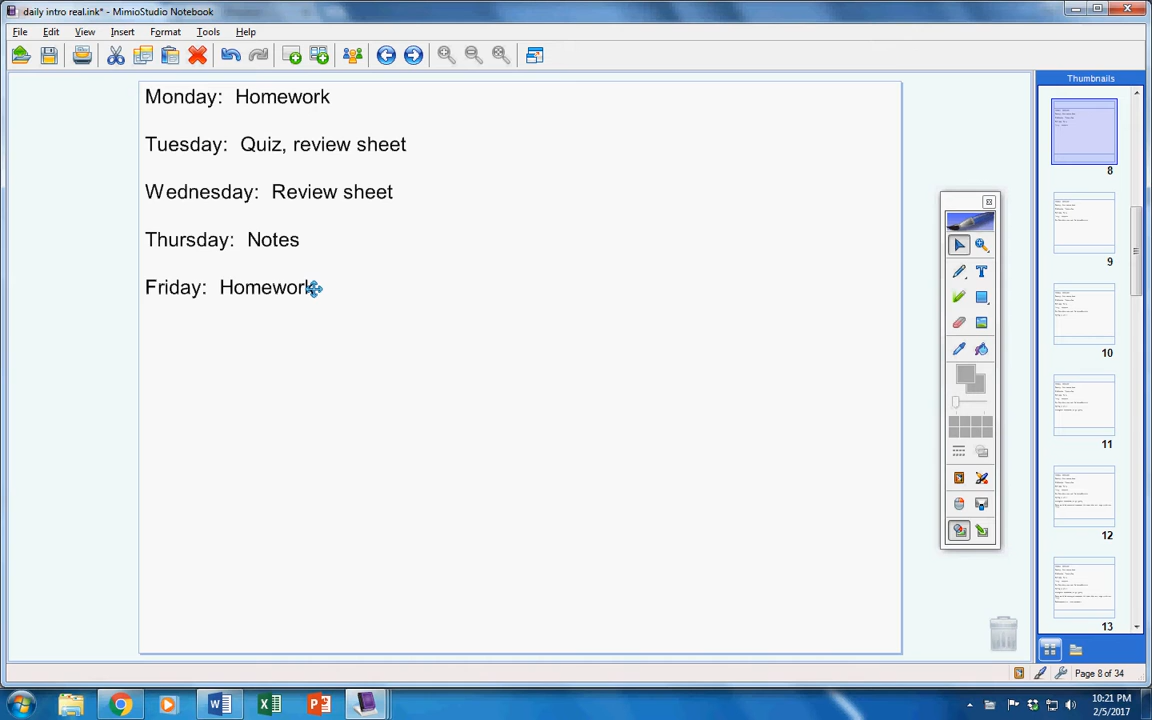 daily intro real.ink* - MimioStudio Notebook
File Edit View Insert Format Tools Help
Thumbnails
Monday: Homework
Tuesday: Quiz, review sheet
Wednesday: Review sheet
Thursday: Notes
Friday: Homework
8
9
10
11
12
13
Page 8 of 34
10:21 PM
2/5/2017